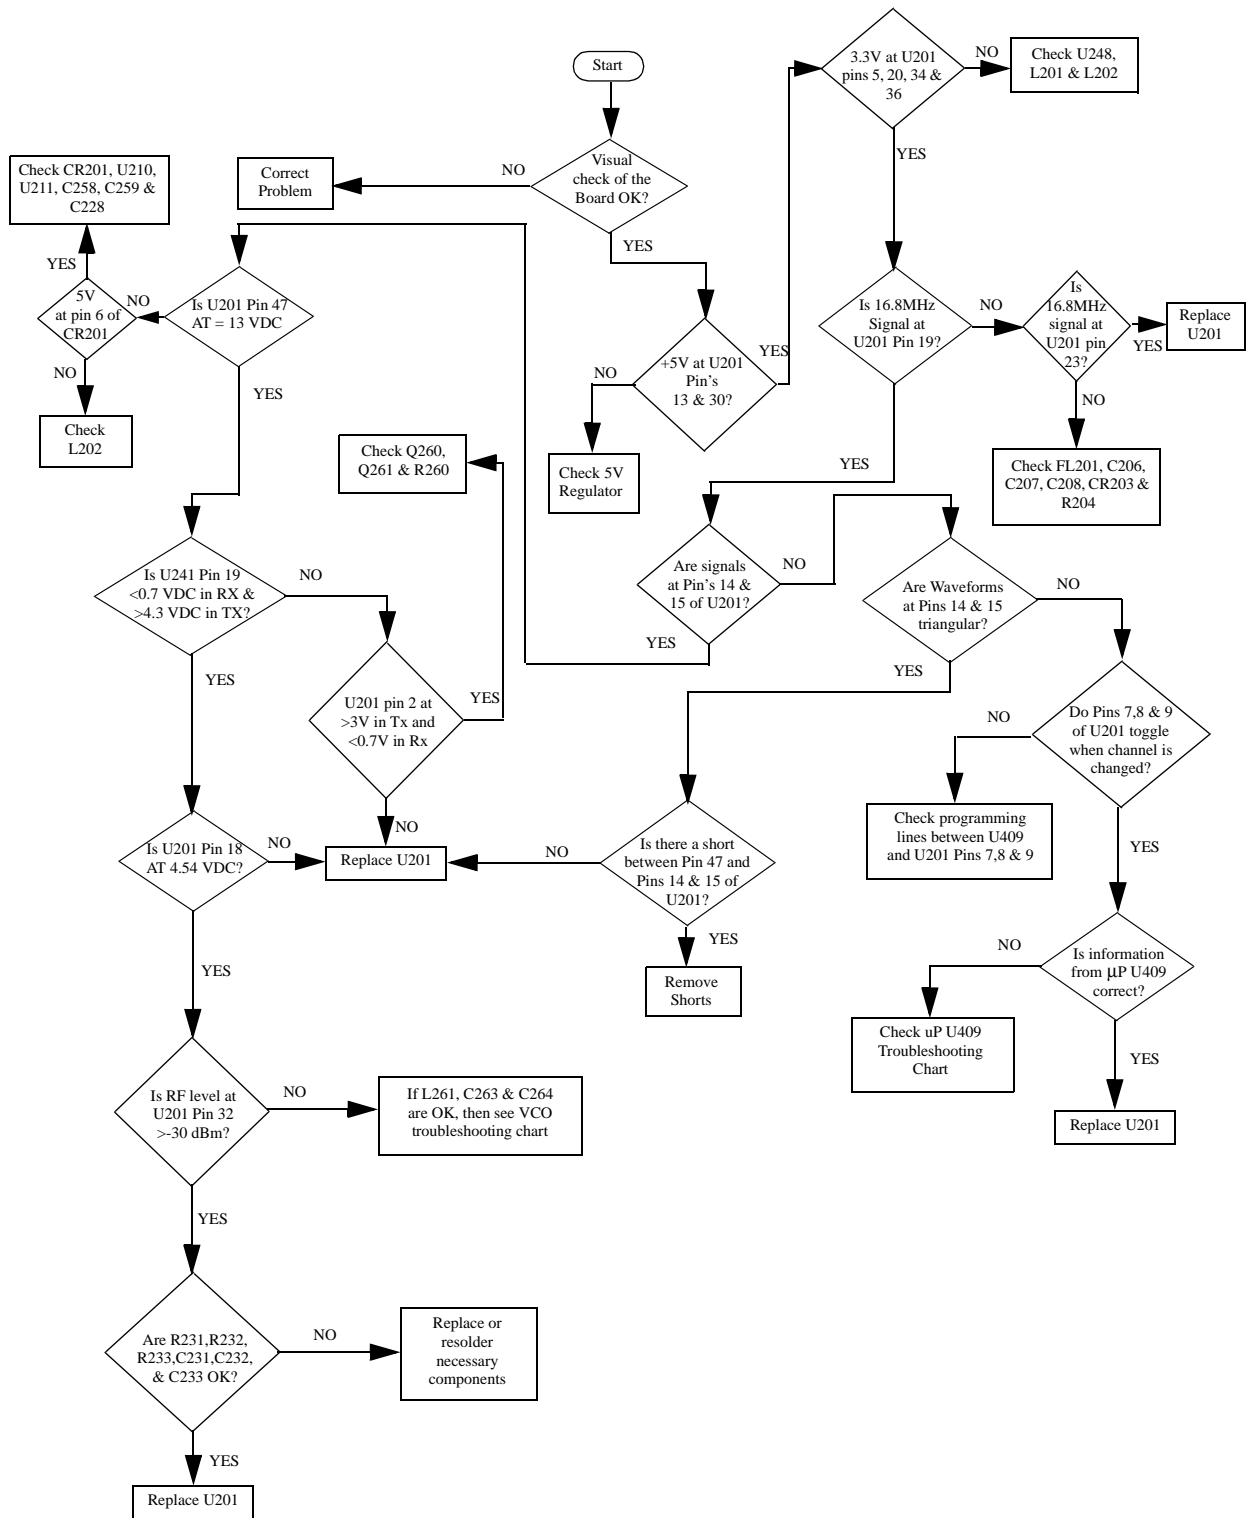 Start
Visual
check of the
Board OK?
NO
Correct
Problem
YES
+5V at U201
Pin's
13 & 30?
NO
Check 5V
Regulator
YES
3.3V at U201
pins 5, 20, 34 &
36
NO
Check U248,
L201 & L202
YES
Is 16.8MHz
Signal at
U201 Pin 19?
NO
Is
16.8MHz
signal at
U201 pin
23?
YES
Replace
U201
NO
Check FL201, C206,
C207, C208, CR203 &
R204
YES
Are signals
at Pin's 14 &
15 of U201?
NO
Are Waveforms
at Pins 14 & 15
triangular?
NO
Do Pins 7,8 & 9
of U201 toggle
when channel is
changed?
NO
Check programming
lines between U409
and U201 Pins 7,8 & 9
YES
Is information
from µP U409
correct?
NO
Check uP U409
Troubleshooting
Chart
YES
Replace U201
YES
Is there a short
between Pin 47 and
Pins 14 & 15 of
U201?
NO
Replace U201
YES
Remove
Shorts
YES
Is U201 Pin 47
AT = 13 VDC
NO
5V
at pin 6 of
CR201
YES
Check CR201, U210,
U211, C258, C259 &
C228
NO
Check
L202
YES
Is U241 Pin 19
<0.7 VDC in RX &
>4.3 VDC in TX?
NO
U201 pin 2 at
>3V in Tx and
<0.7V in Rx
YES
Check Q260,
Q261 & R260
NO
YES
Is U201 Pin 18
AT 4.54 VDC?
NO
YES
Is RF level at
U201 Pin 32
>-30 dBm?
NO
If L261, C263 & C264
are OK, then see VCO
troubleshooting chart
YES
Are R231,R232,
R233,C231,C232,
& C233 OK?
NO
Replace or
resolder
necessary
components
YES
Replace U201